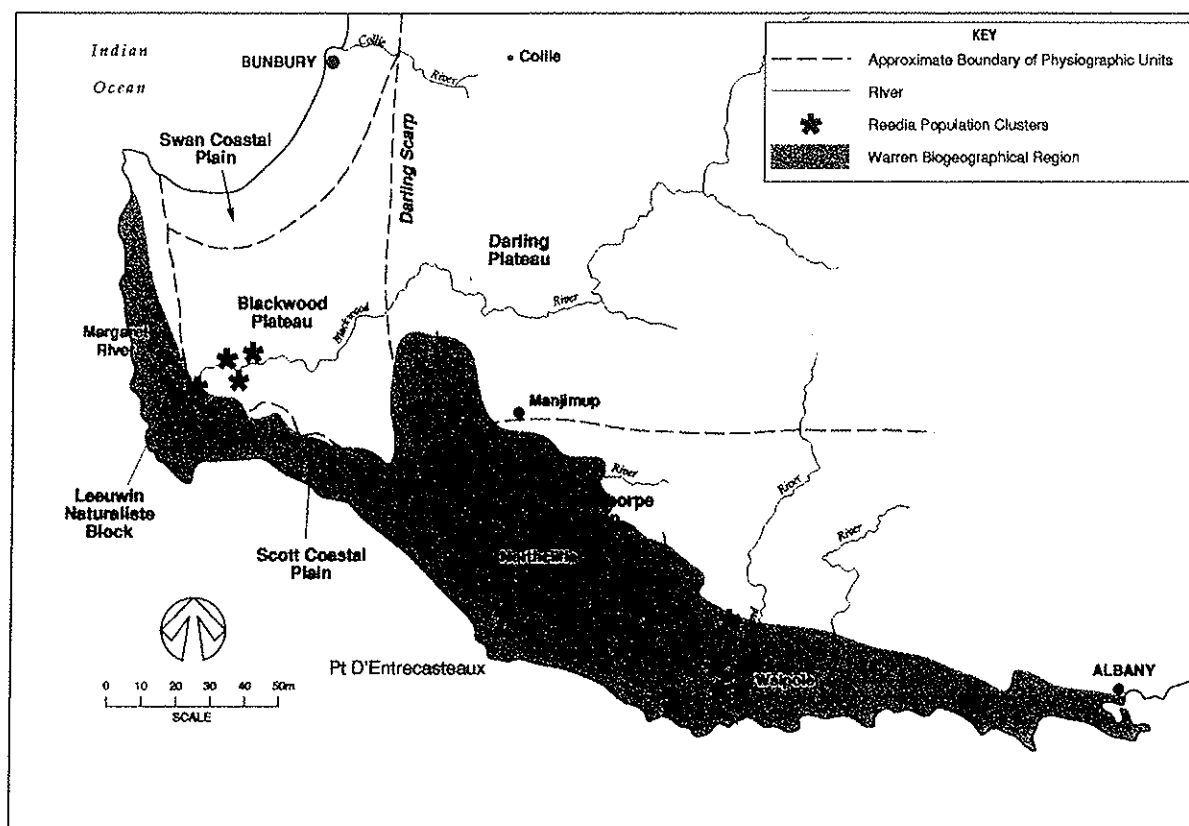 Indian
Ocean
BUNBURY
Collie
River
Collie
KEY
Approximate Boundary of Physiographic Units
River
Reedia Population Clusters
Warren Biogeographical Region
Swan Coastal
Plain
Darling Scarp
Darling
Plateau
Blackwood
Plateau
Blackwood
River
Margaret
River
Manjimup
River
River
River
Leeuwin
Naturaliste
Block
Scott Coastal
Plain
Pt D'Entrecasteaux
Walpole
ALBANY
0 10 20 30 40 50m
SCALE